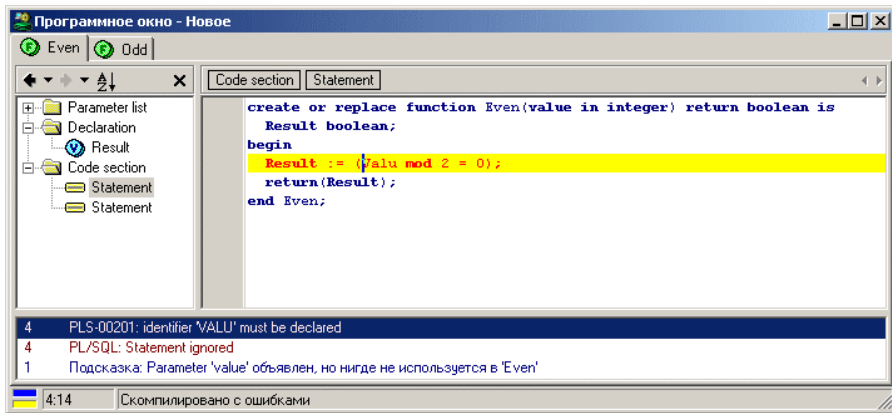 Программное окно - Новое
Even Odd
Code section Statement
Parameter list
Declaration
Result
Code section
Statement
Statement
create or replace function Even(value in integer) return boolean is
Result boolean;
begin
Result := (Valu mod 2 = 0);
return(Result);
end Even;
4 PLS-00201: identifier 'VALU' must be declared
4 PL/SQL: Statement ignored
1 Подсказка: Parameter 'value' объявлен, но нигде не используется в 'Even'
4:14 Скомпилировано с ошибками